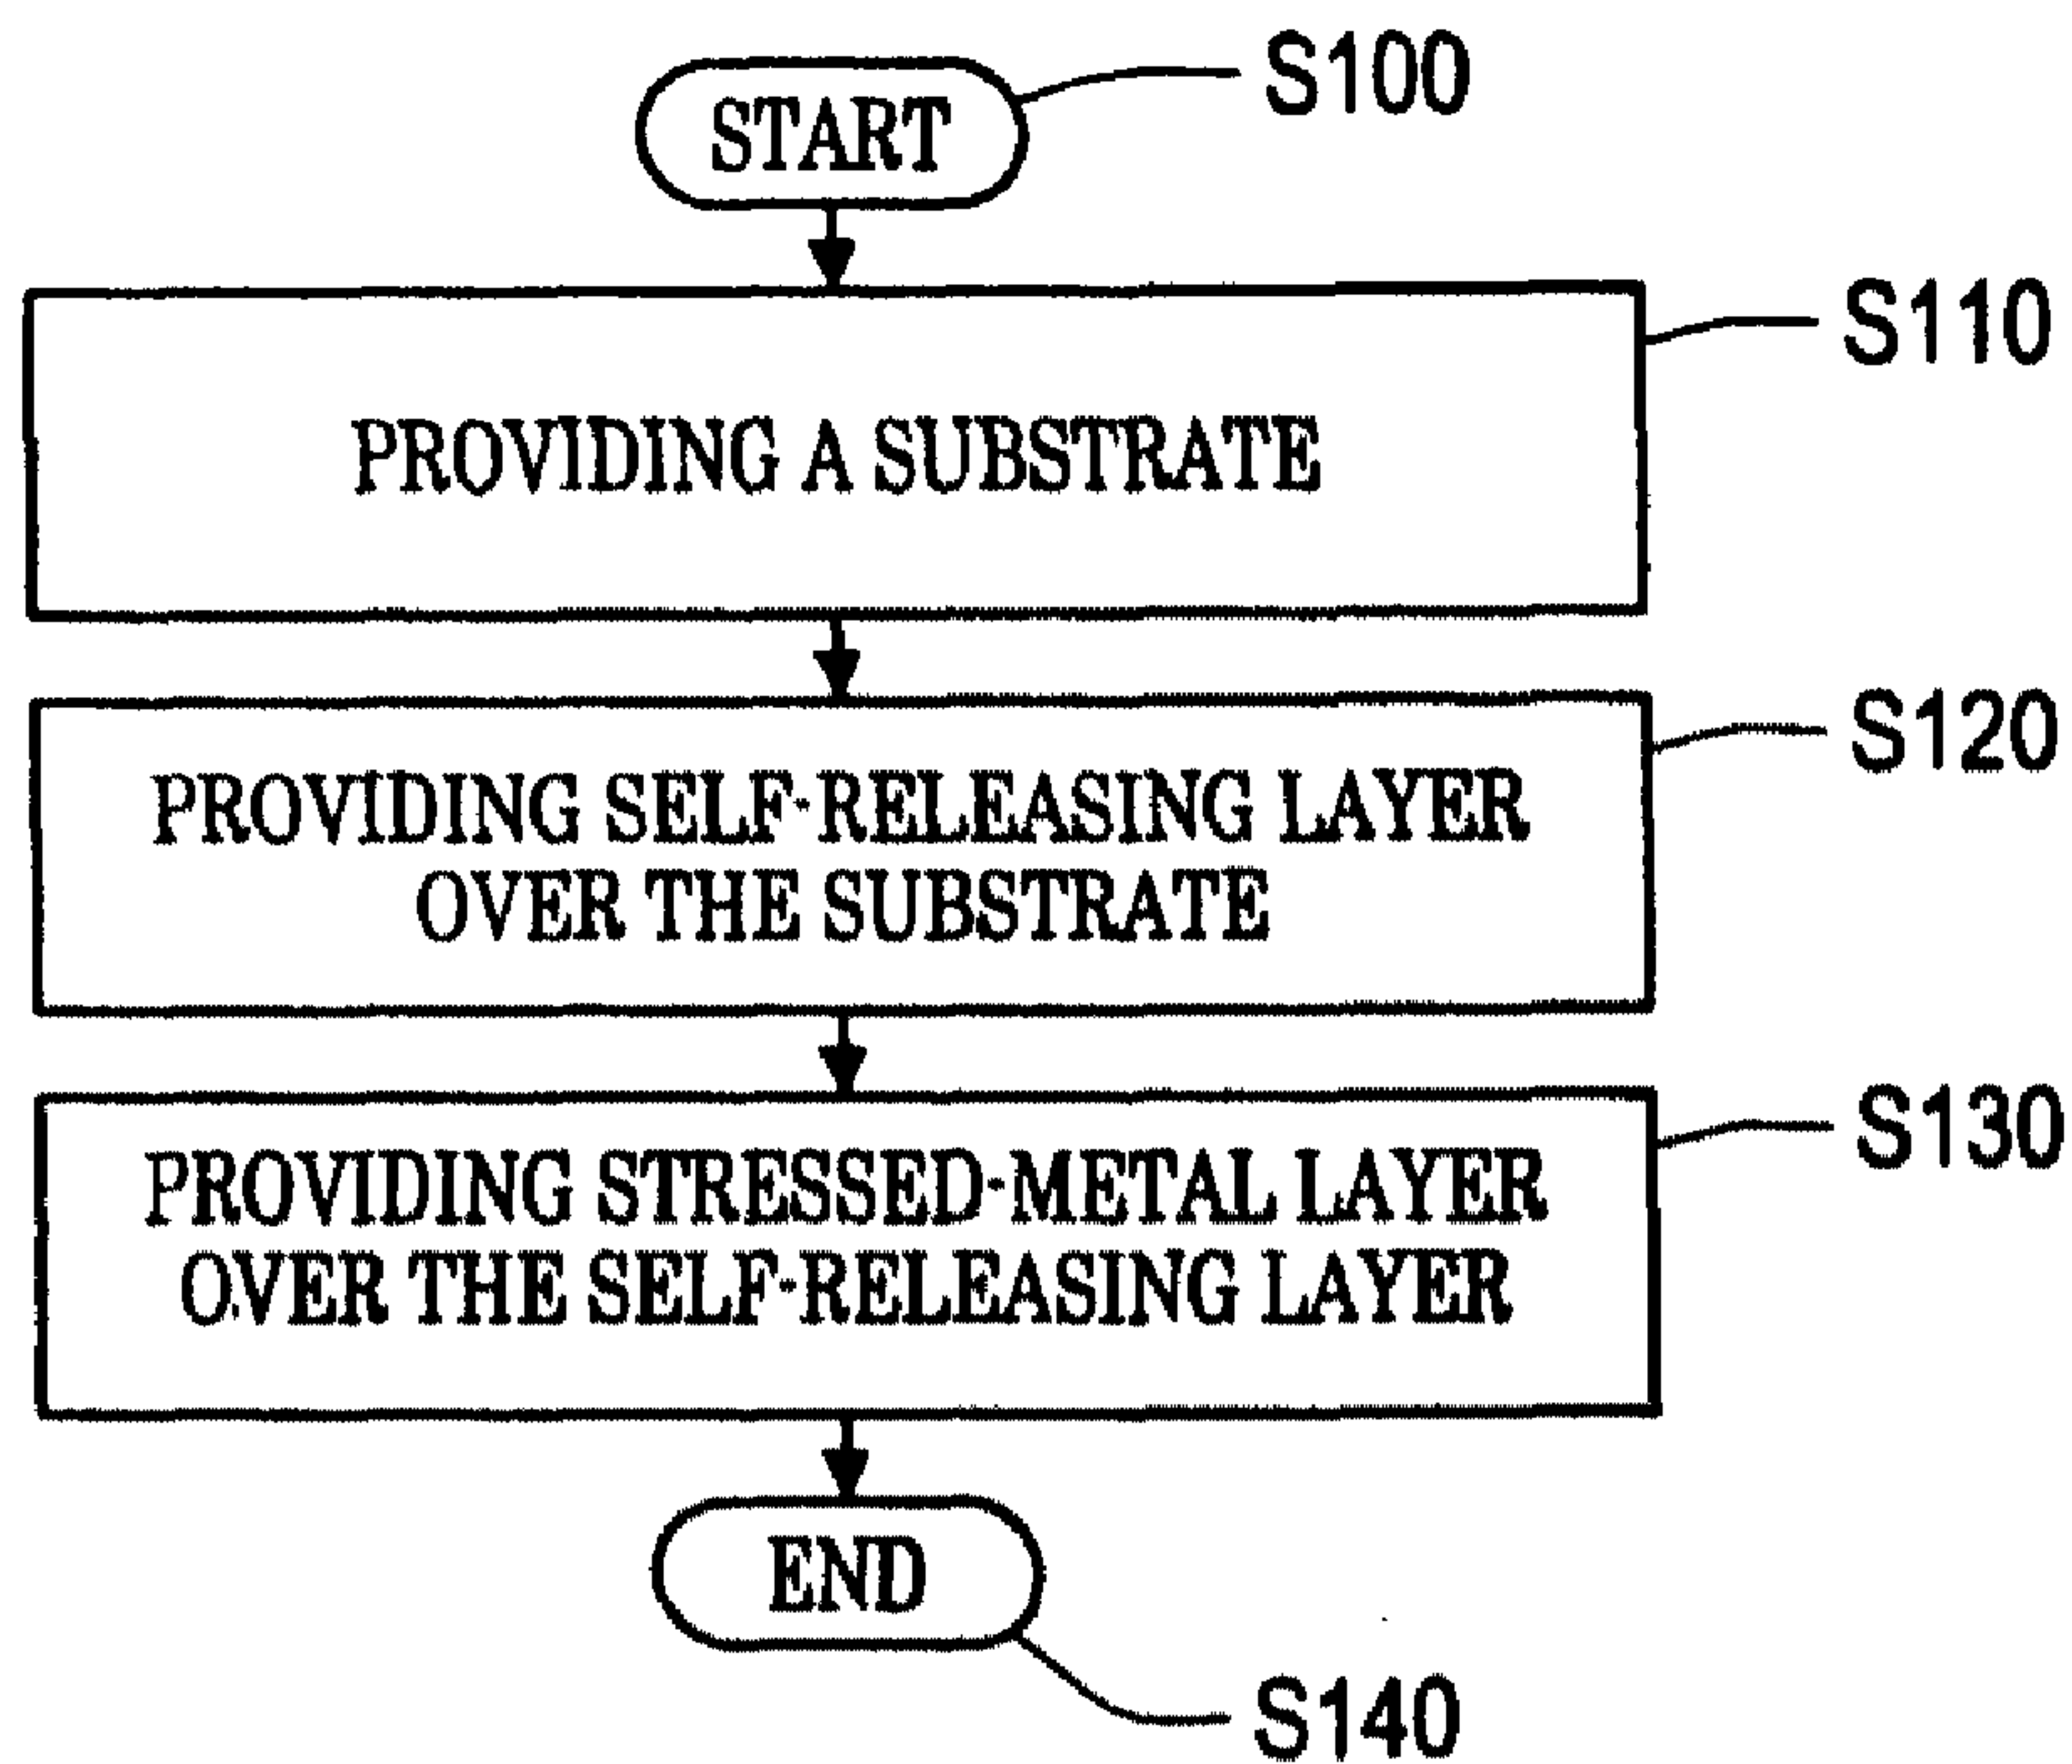 START
S100
S110
PROVIDING A SUBSTRATE
S120
PROVIDING SELF-RELEASING LAYER
OVER THE SUBSTRATE
S130
PROVIDING STRESSED-METAL LAYER
OVER THE SELF-RELEASING LAYER
END
S140